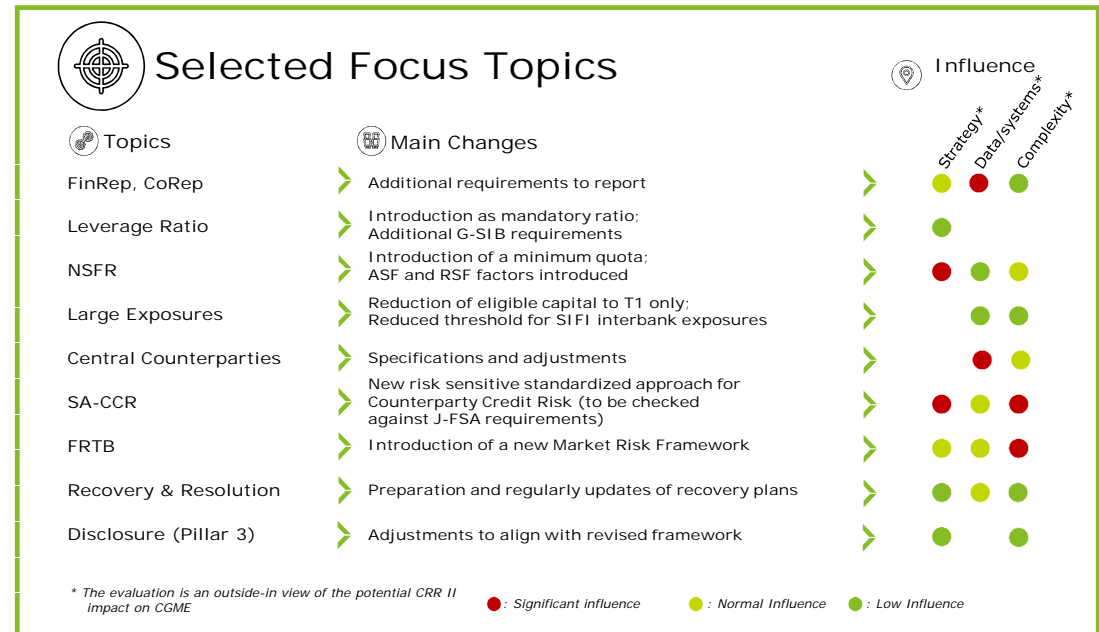 Selected Focus Topics
Influence
Strategy*
Data/systems*
Complexity*
Topics
Main Changes
FinRep, CoRep
Additional requirements to report
Leverage Ratio
Introduction as mandatory ratio;
Additional G-SIB requirements
NSFR
Introduction of a minimum quota;
ASF and RSF factors introduced
Large Exposures
Reduction of eligible capital to T1 only;
Reduced threshold for SIFI interbank exposures
Central Counterparties
Specifications and adjustments
SA-CCR
New risk sensitive standardized approach for
Counterparty Credit Risk (to be checked
against J-FSA requirements)
FRTB
Introduction of a new Market Risk Framework
Recovery & Resolution
Preparation and regularly updates of recovery plans
Disclosure (Pillar 3)
Adjustments to align with revised framework
* The evaluation is an outside-in view of the potential CRR II
impact on CGME
: Significant influence
: Normal Influence
: Low Influence